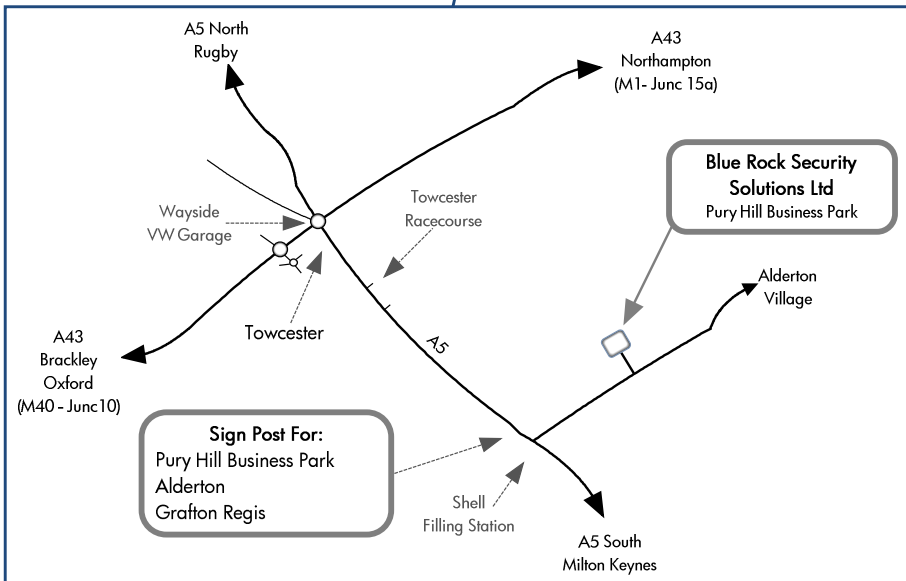 A5 North
Rugby
A43
Northampton
(M1- Junc 15a)
Blue Rock Security
Solutions Ltd
Pury Hill Business Park
Towcester
Racecourse
Wayside
VW Garage
Alderton
Village
Towcester
A5
A43
Brackley
Oxford
(M40 - Junc10)
Sign Post For:
Pury Hill Business Park
Alderton
Grafton Regis
Shell
Filling Station
A5 South
Milton Keynes